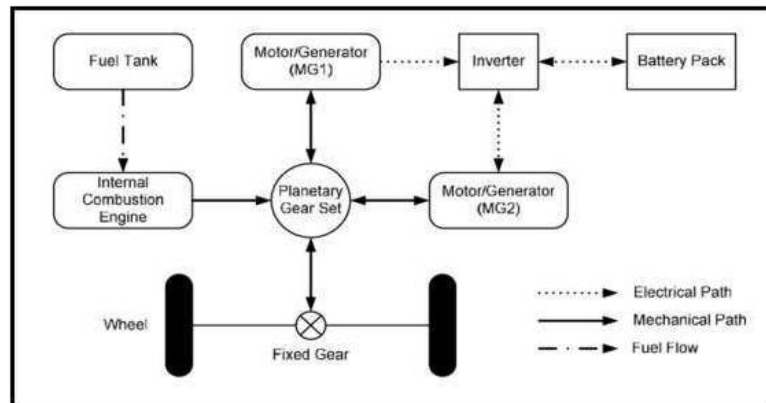 Fuel Tank
Motor/Generator
(MG1)
Inverter
Battery Pack
Internal
Combustion
Engine
Planetary
Gear Set
Motor/Generator
(MG2)
Wheel
Fixed Gear
Electrical Path
Mechanical Path
Fuel Flow